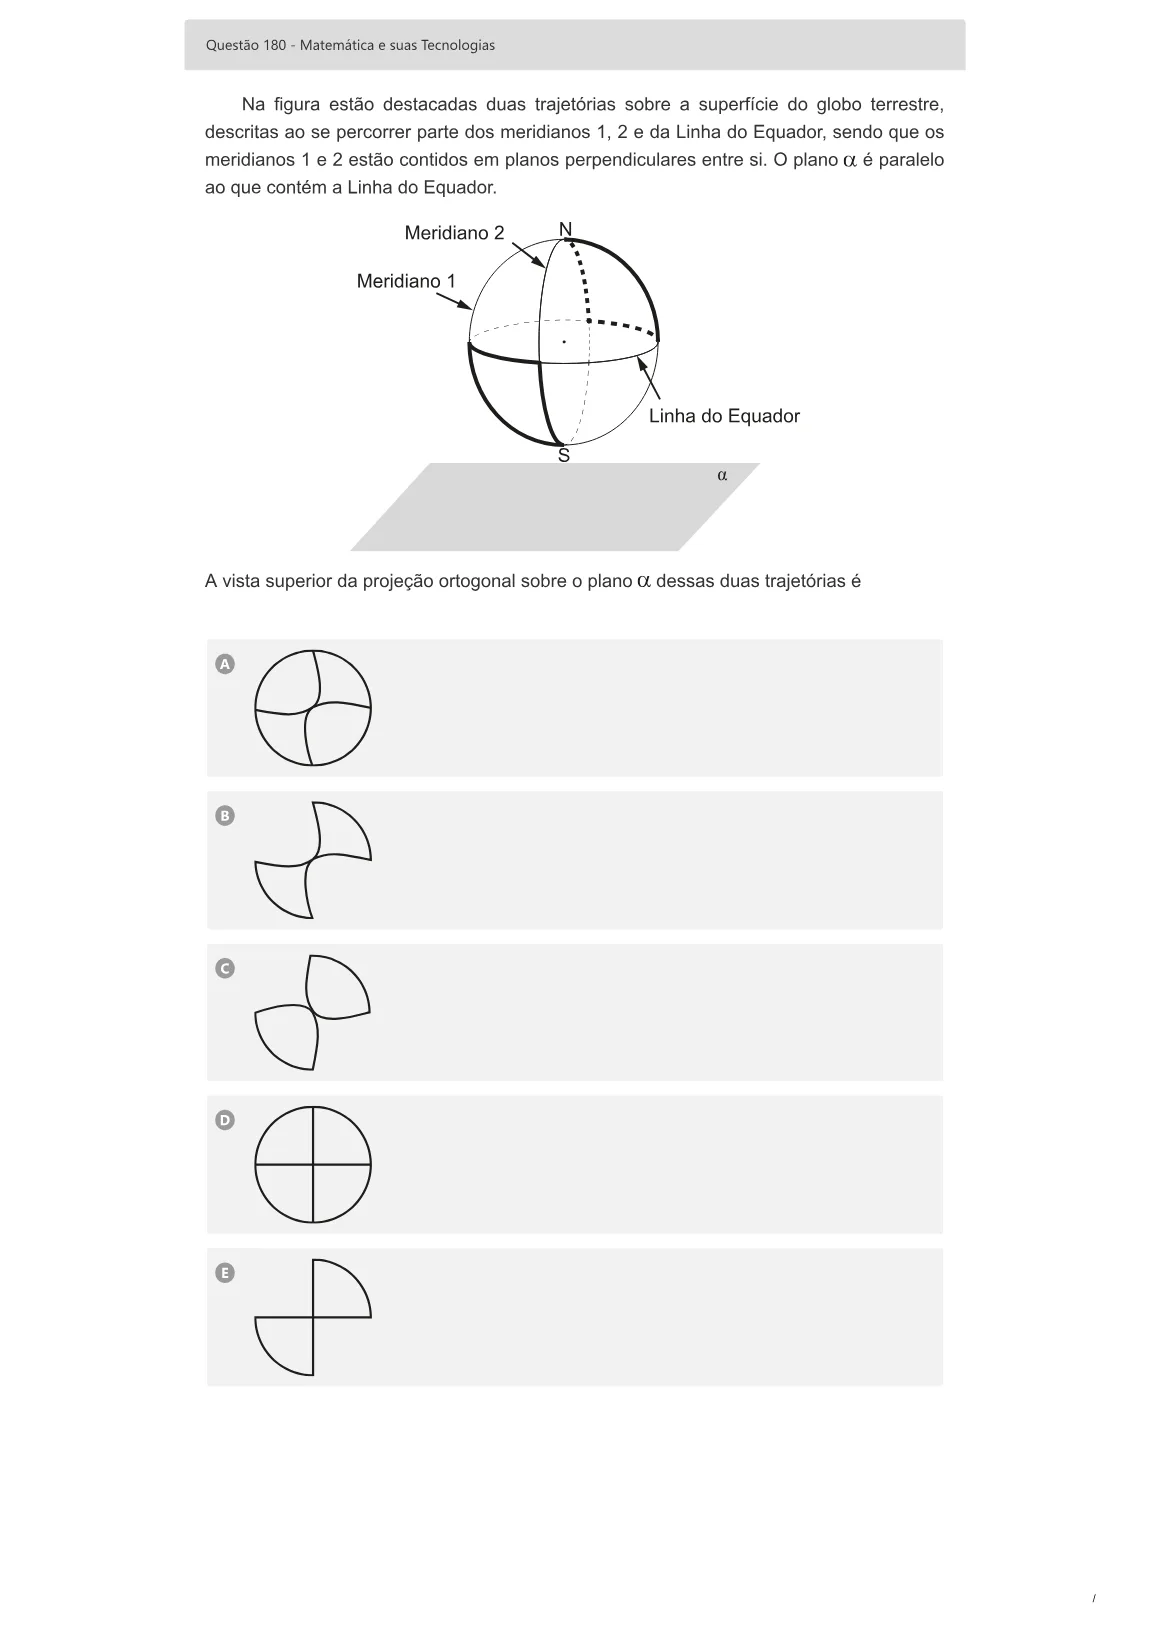 Questão 180 - Matemática e suas Tecnologias
Na figura estão destacadas duas trajetórias sobre a superfície do globo terrestre,
descritas ao se percorrer parte dos meridianos 1, 2 e da Linha do Equador, sendo que os
meridianos 1 e 2 estão contidos em planos perpendiculares entre si. O plano α é paralelo
ao que contém a Linha do Equador.
N
Meridiano 2
Meridiano 1
Linha do Equador
S
α
A vista superior da projeção ortogonal sobre o plano α dessas duas trajetórias é
A
B
C
D
E
/